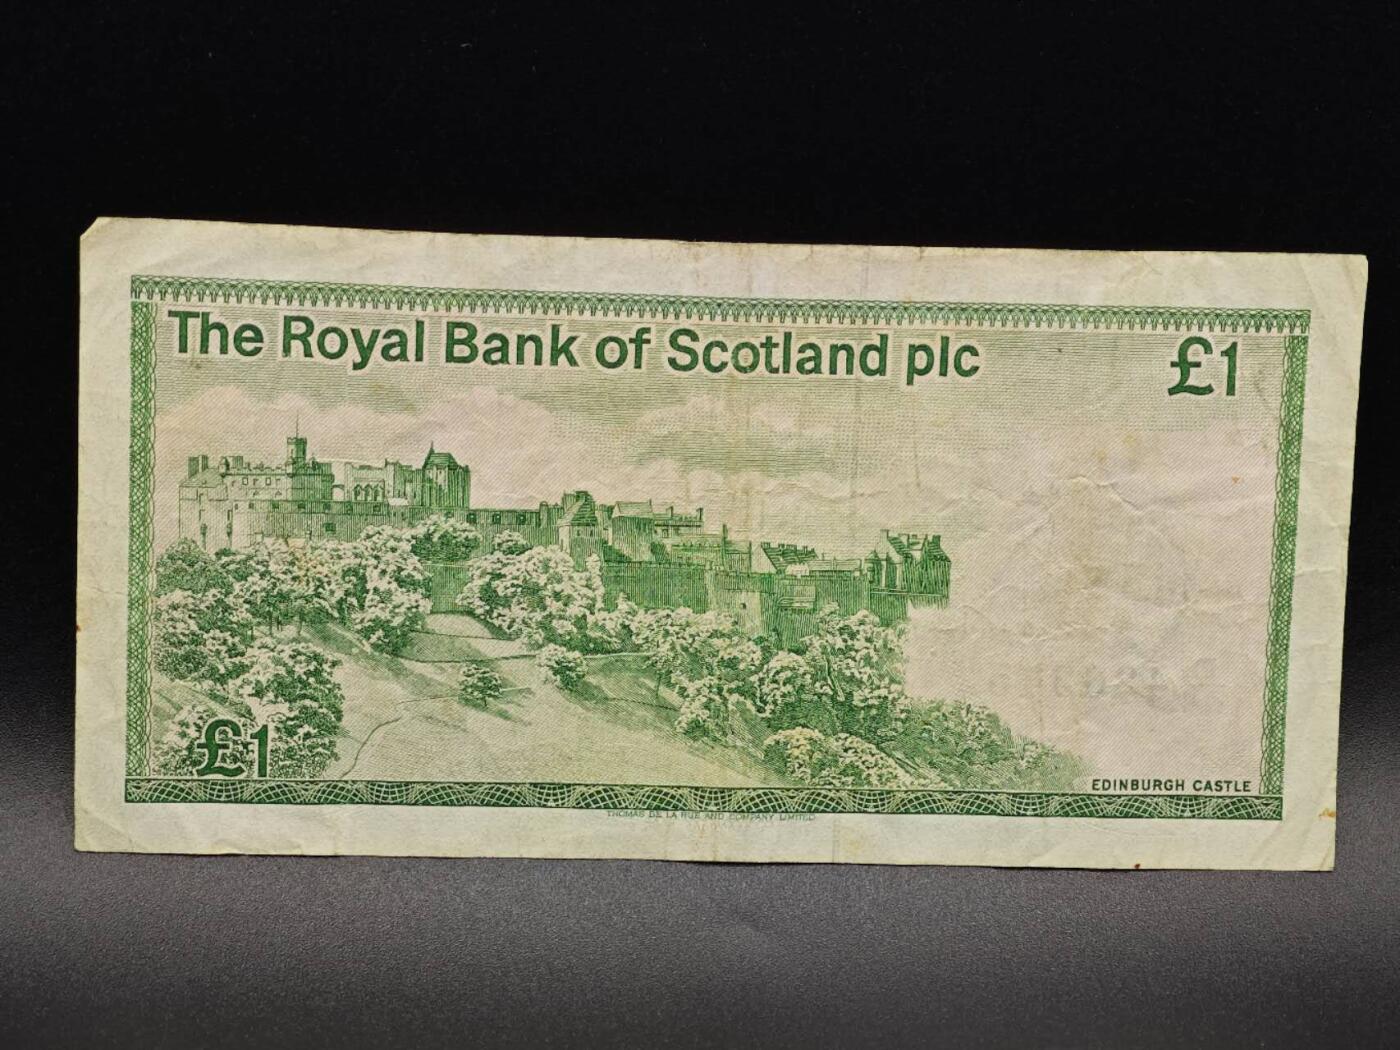 The Royal Bank of Scotland plc
£1
£1
EDINBURGH CASTLE
THOMAS DE LA RUE AND COMPANY LIMITED